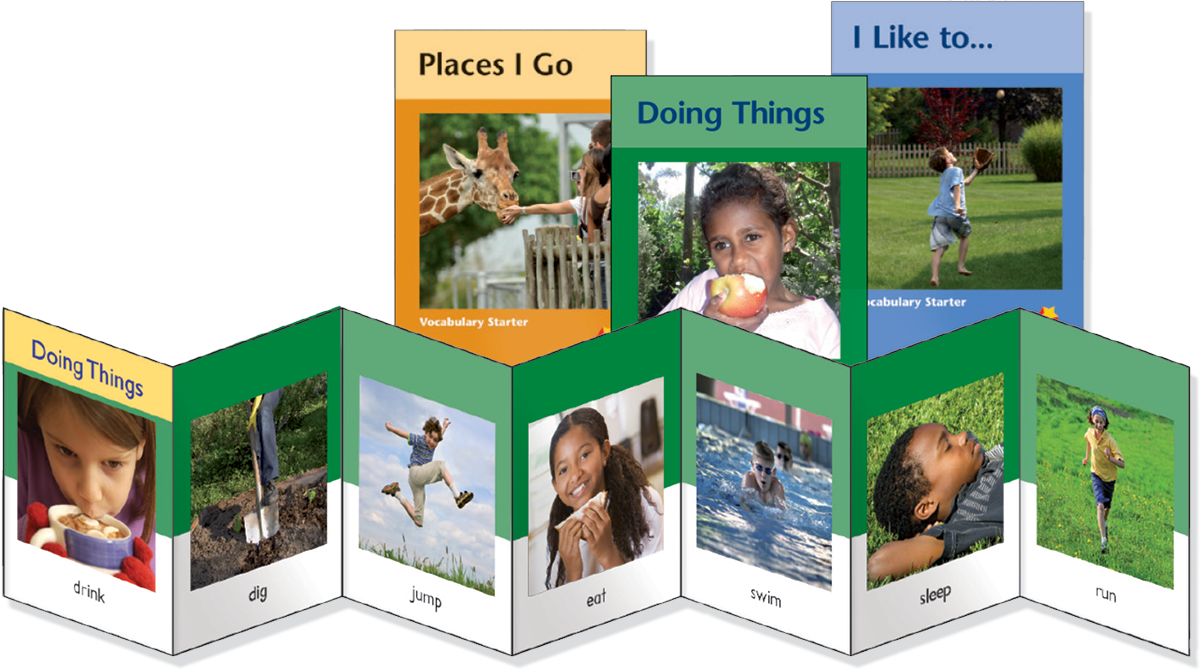 Places I Go
Vocabulary Starter
Doing Things
I Like to...
ocabulary Starter
Doing Things
drink
dig
jump
eat
swim
sleep
run